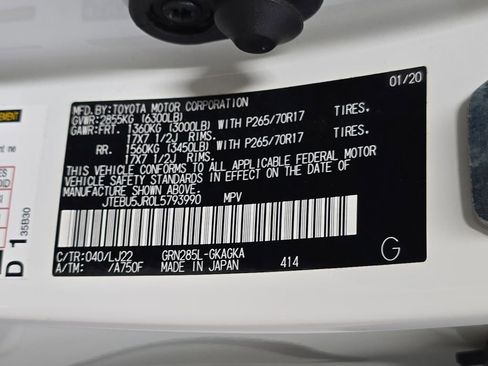 MFD.BY:TOYOTA MOTOR CORPORATION 01/20
GVWR:2855KG (6300LB)
GAWR:FRT. 1360KG (3000LB) WITH P265/70R17 TIRES.
17X7 1/2J RIMS.
RR. 1560KG (3450LB) WITH P265/70R17 TIRES.
17X7 1/2J RIMS.
THIS VEHICLE CONFORMS TO ALL APPLICABLE FEDERAL MOTOR
VEHICLE SAFETY STANDARDS IN EFFECT ON THE DATE OF
MANUFACTURE SHOWN ABOVE.
JTEBU5JR0L5793990 MPV
C/TR:040/LJ22 GRN285L-GKAGKA
A/TM: /A750F MADE IN JAPAN 414
G
D 1
35B30